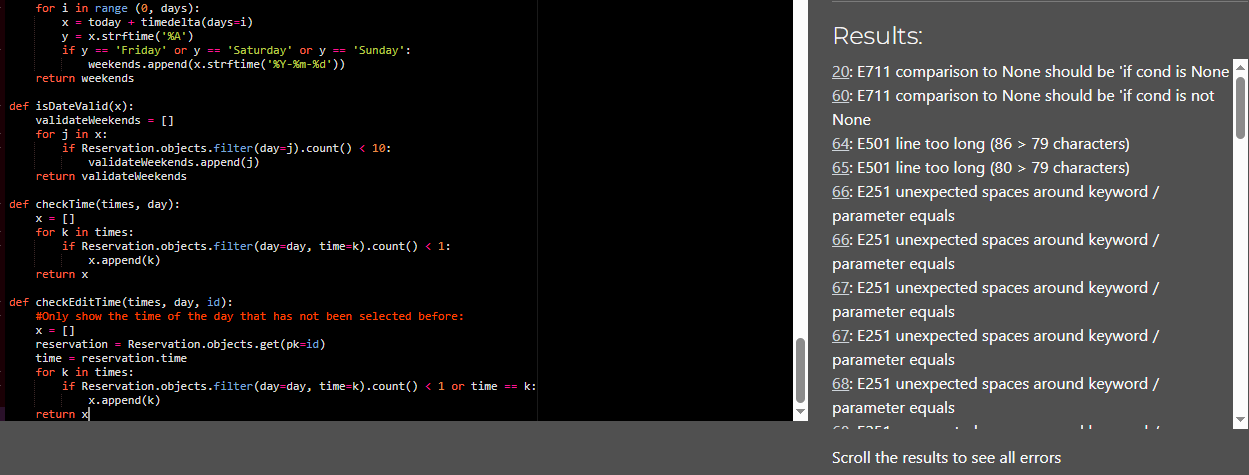 for i in range (0, days):
x = today + timedelta(days=i)
y = x.strftime('%A')
if y == 'Friday' or y == 'Saturday' or y == 'Sunday':
weekends.append(x.strftime('%Y-%m-%d'))
return weekends
def isDateValid(x):
validateWeekends = []
for j in x:
if Reservation.objects.filter(day=j).count() < 10:
validateWeekends.append(j)
return validateWeekends
def checkTime(times, day):
x = []
for k in times:
if Reservation.objects.filter(day=day, time=k).count() < 1:
x.append(k)
return x
def checkEditTime(times, day, id):
#Only show the time of the day that has not been selected before:
x = []
reservation = Reservation.objects.get(pk=id)
time = reservation.time
for k in times:
if Reservation.objects.filter(day=day, time=k).count() < 1 or time == k:
x.append(k)
return x
Results:
20: E711 comparison to None should be 'if cond is None
60: E711 comparison to None should be 'if cond is not
None
64: E501 line too long (86 > 79 characters)
65: E501 line too long (80 > 79 characters)
66: E251 unexpected spaces around keyword /
parameter equals
66: E251 unexpected spaces around keyword /
parameter equals
67: E251 unexpected spaces around keyword /
parameter equals
67: E251 unexpected spaces around keyword /
parameter equals
68: E251 unexpected spaces around keyword /
parameter equals
Scroll the results to see all errors